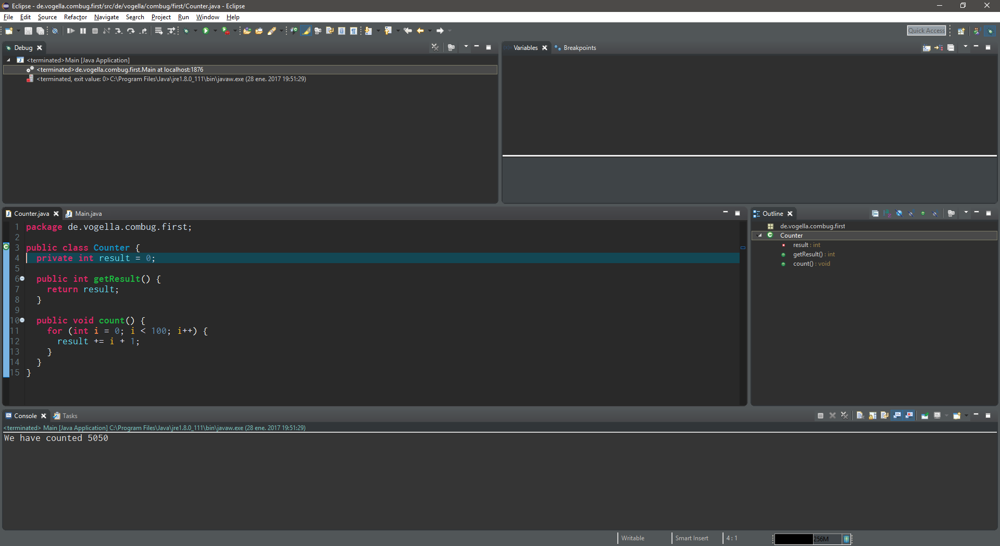 Eclipse - de.vogella.combug.first/src/de/vogella/combug/first/Counter.java - Eclipse
File Edit Source Refactor Navigate Search Project Run Window Help
Quick Access
Debug
<terminated>Main [Java Application]
<terminated>de.vogella.combug.first.Main at localhost:1876
<terminated, exit value: 0>C:\Program Files\Java\jre1.8.0_111\bin\javaw.exe (28 ene. 2017 19:51:29)
Variables Breakpoints
Counter.java Main.java
1 package de.vogella.combug.first;
2
3 public class Counter {
4 private int result = 0;
5
6 public int getResult() {
7 return result;
8 }
9
10 public void count() {
11 for (int i = 0; i < 100; i++) {
12 result += i + 1;
13 }
14 }
15 }
Outline
de.vogella.combug.first
Counter
result : int
getResult() : int
count() : void
Console Tasks
<terminated> Main [Java Application] C:\Program Files\Java\jre1.8.0_111\bin\javaw.exe (28 ene. 2017 19:51:29)
We have counted 5050
Writable Smart Insert 4 : 1 256M